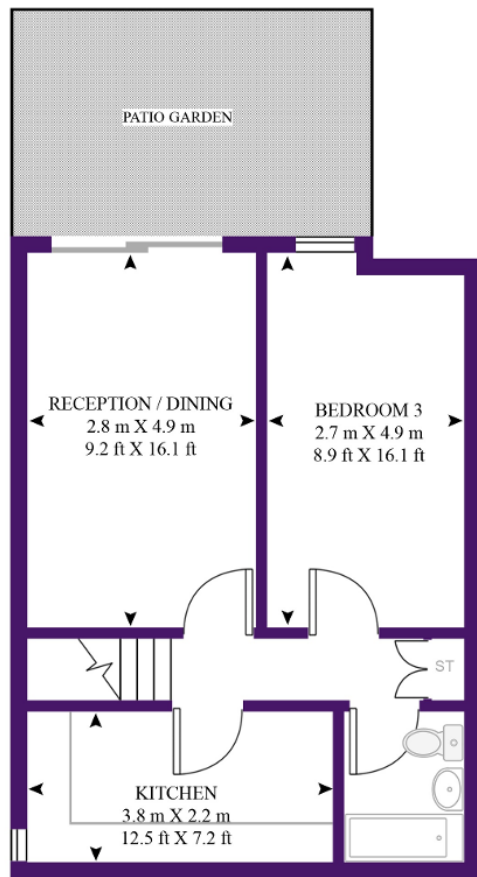 PATIO GARDEN
RECEPTION / DINING
2.8 m X 4.9 m
9.2 ft X 16.1 ft
BEDROOM 3
2.7 m X 4.9 m
8.9 ft X 16.1 ft
ST
KITCHEN
3.8 m X 2.2 m
12.5 ft X 7.2 ft